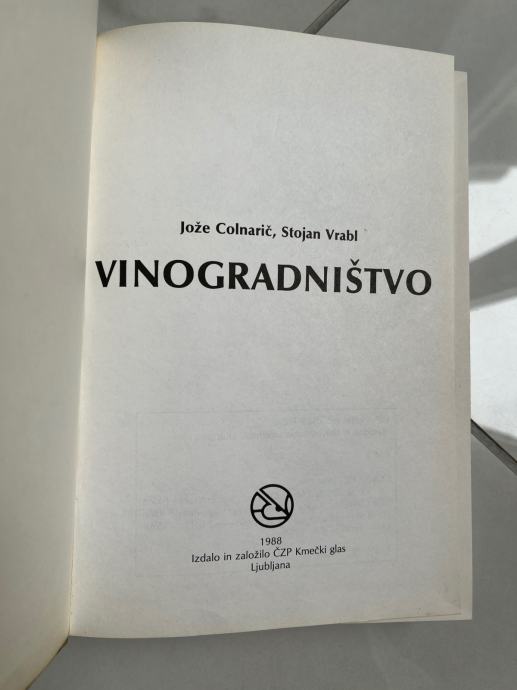 Jože Colnarič, Stojan Vrabl
VINOGRADNIŠTVO
1988
Izdalo in založilo ČZP Kmečki glas
Ljubljana